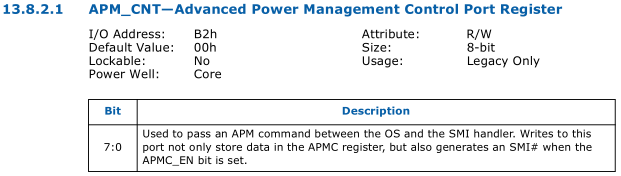 13.8.2.1 APM_CNT—Advanced Power Management Control Port Register
I/O Address: B2h Attribute: R/W
Default Value: 00h Size: 8-bit
Lockable: No Usage: Legacy Only
Power Well: Core
Bit Description
7:0 Used to pass an APM command between the OS and the SMI handler. Writes to this
port not only store data in the APMC register, but also generates an SMI# when the
APMC_EN bit is set.